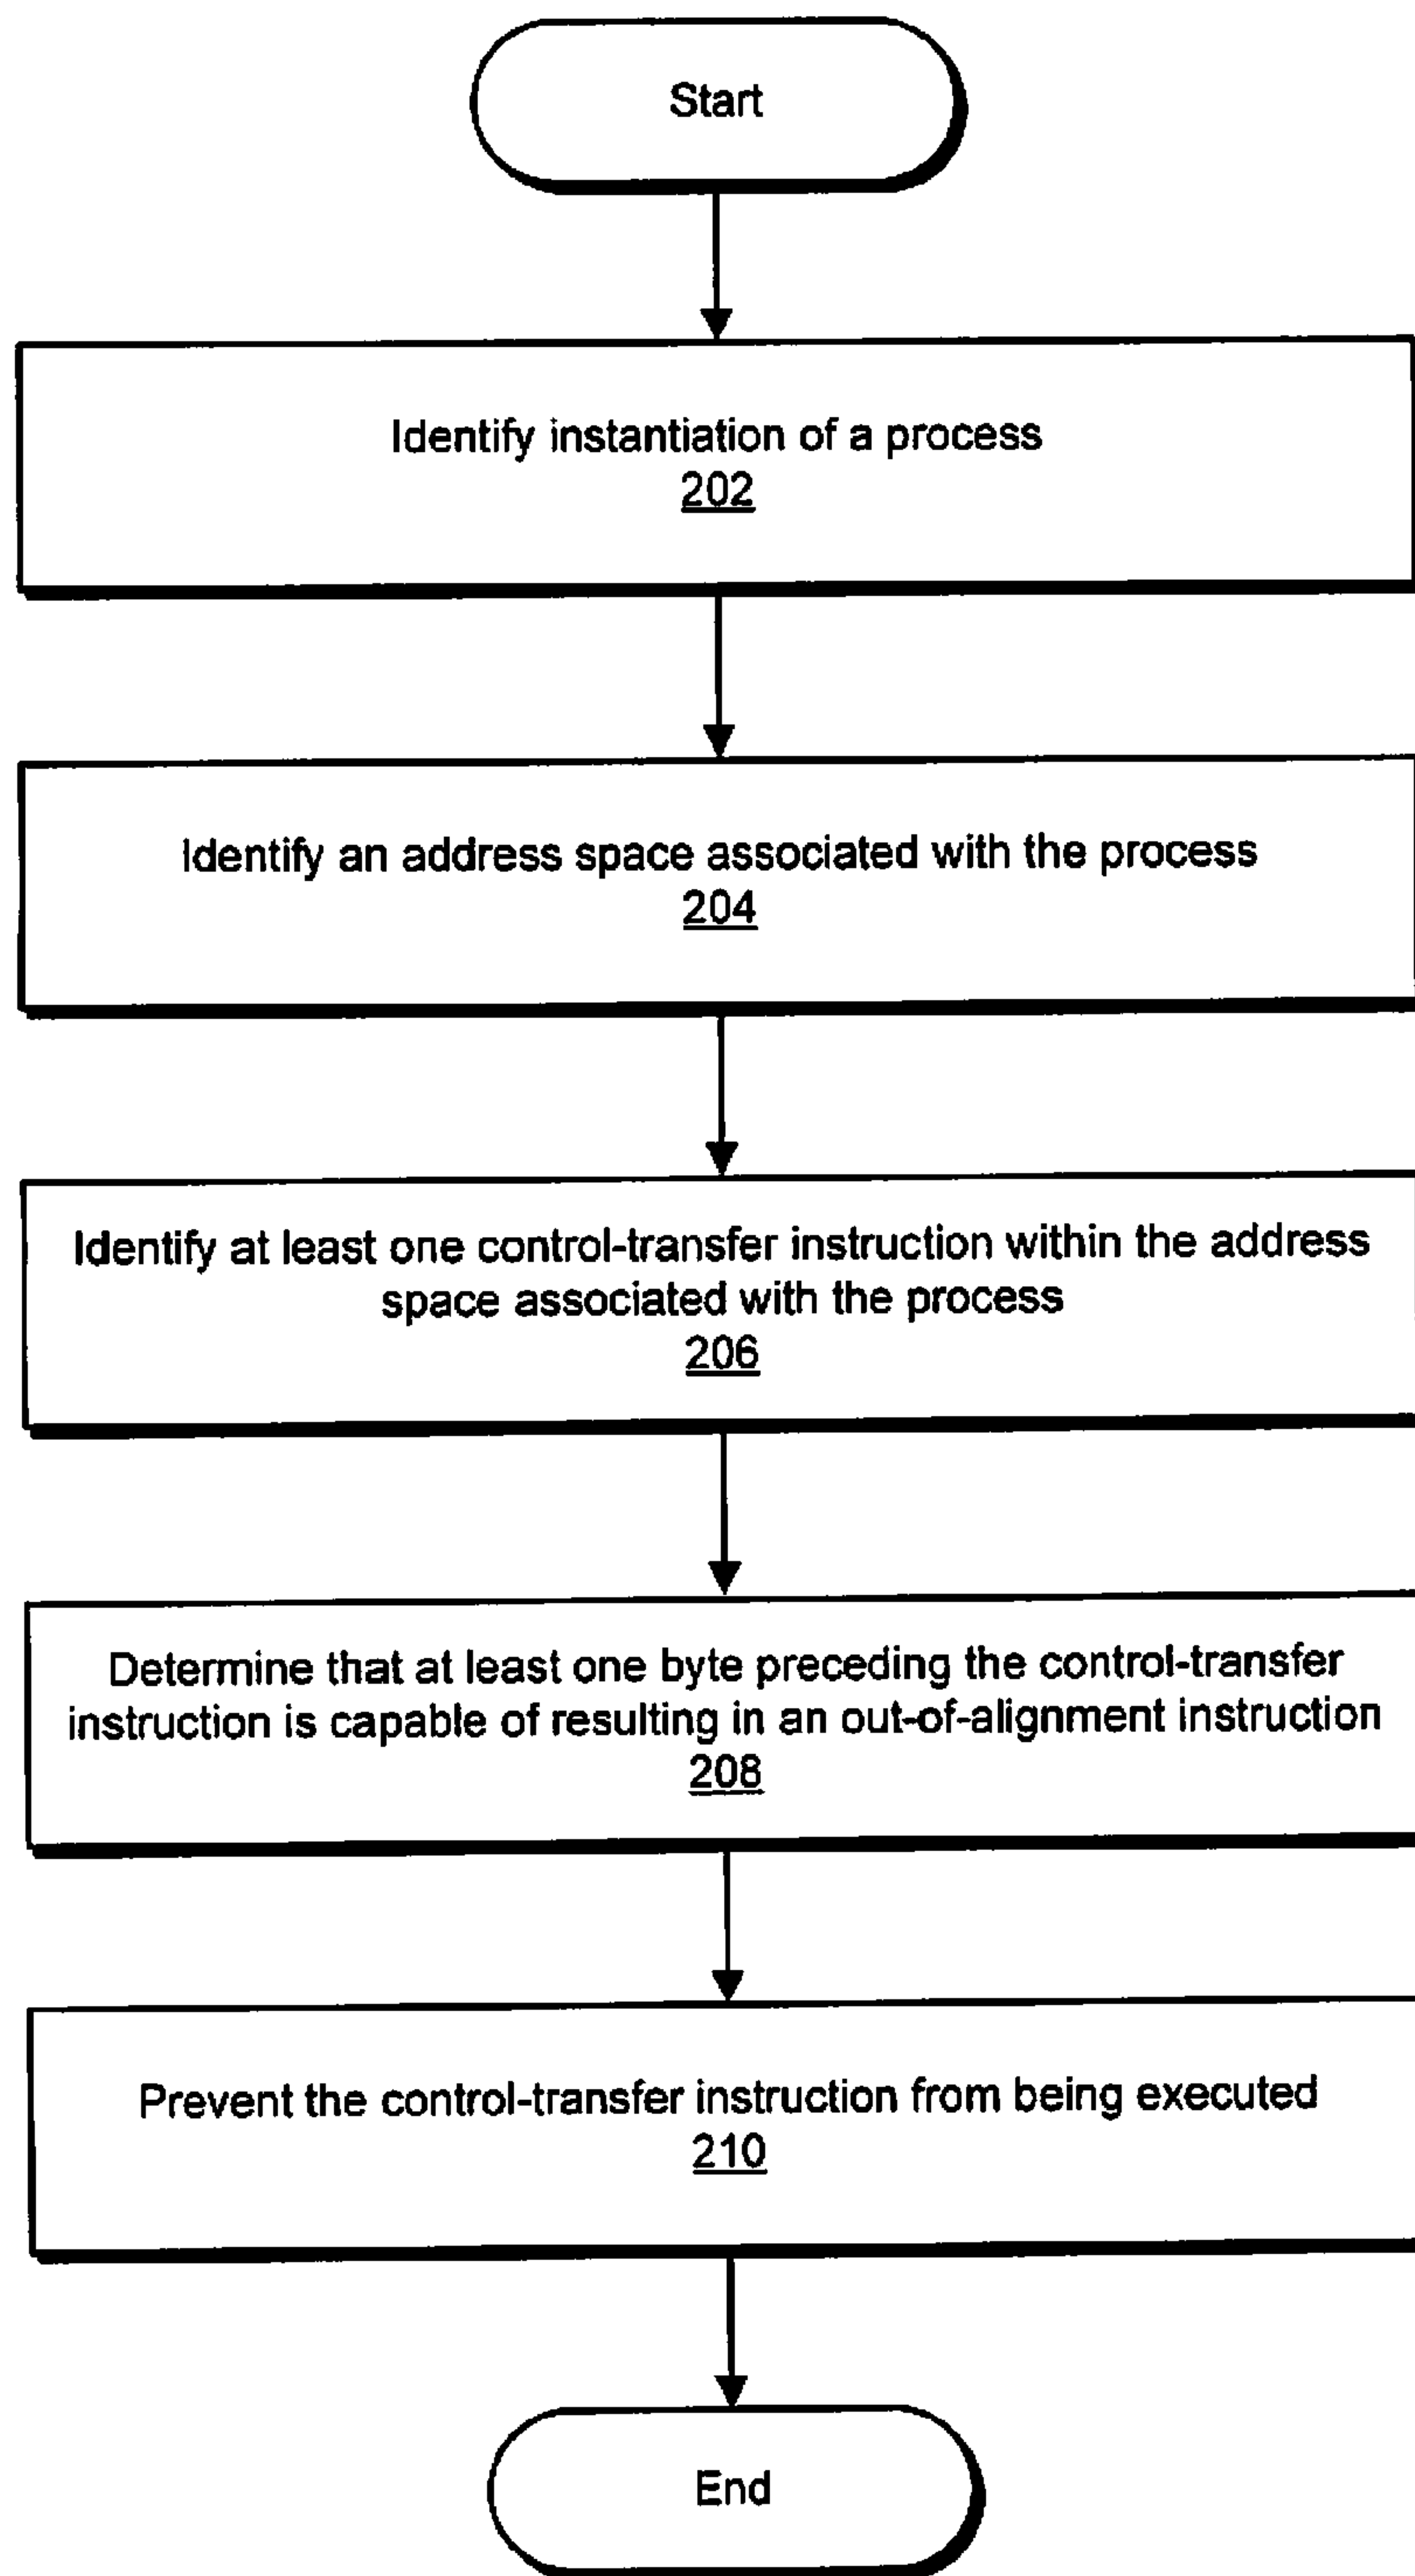 Start
Identify instantiation of a process
202
Identify an address space associated with the process
204
Identify at least one control-transfer instruction within the address
space associated with the process
206
Determine that at least one byte preceding the control-transfer
instruction is capable of resulting in an out-of-alignment instruction
208
Prevent the control-transfer instruction from being executed
210
End